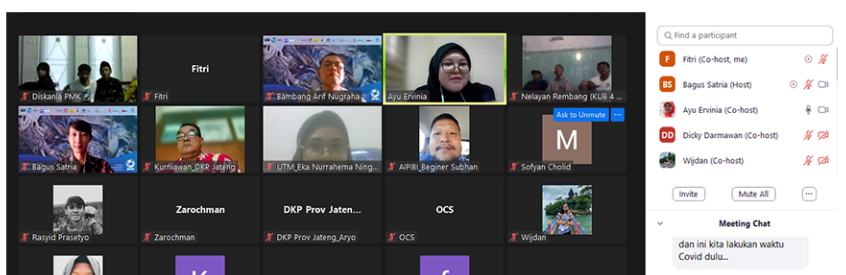 Find a participant
Fitri
Diskania PMK
Fitri
Bambang Arif Nugraha
Ayu Ervinia
Nelayan Rembang (KUB 4 ...
Ask to Unmute
...
M
Bagus Satria
Kurniawan_DKP Jateng
UTM_Eka Nurrahema Ning...
AIPIBI_Beginer Subhan
Sofyan Cholid
Zarochman
DKP Prov Jaten...
OCS
Rasyid Prasetyo
Zarochman
DKP Prov Jateng_Aryo
OCS
Wijdan
F
Fitri (Co-host, me)
BS
Bagus Satria (Host)
Ayu Ervinia (Co-host)
DD
Dicky Darmawan (Co-host)
Wijdan (Co-host)
Invite
Mute All
...
Meeting Chat
dan ini kita lakukan waktu
Covid dulu...